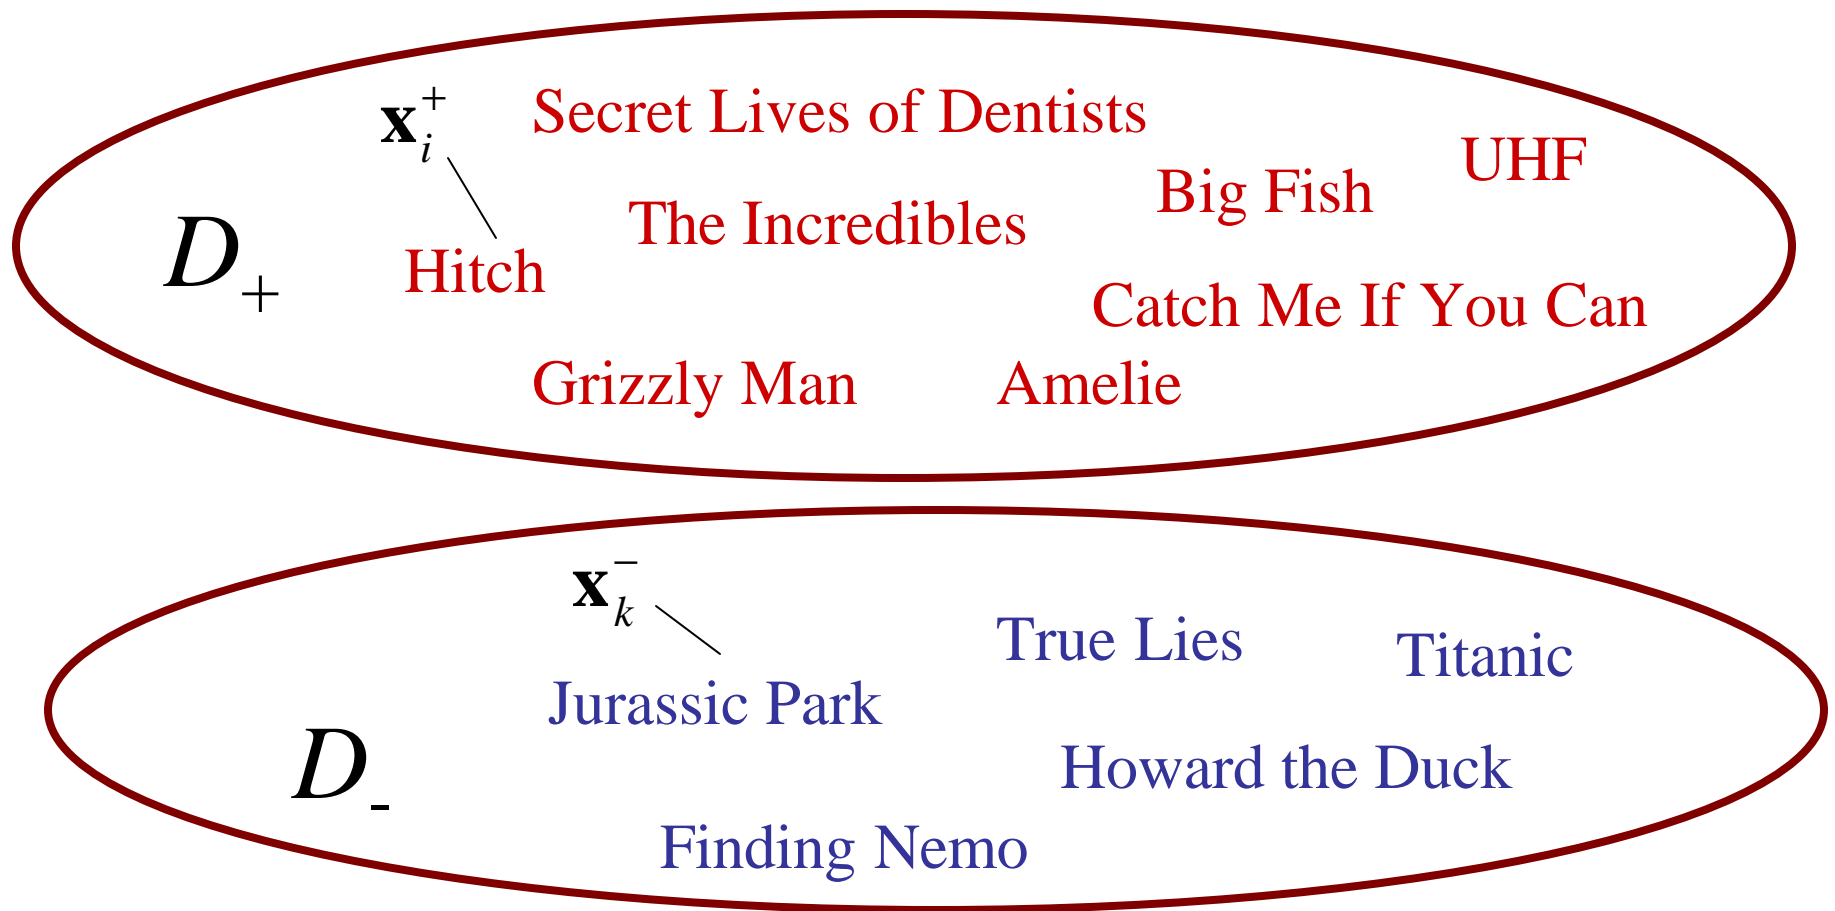 x_i^+
Secret Lives of Dentists
UHF
Big Fish
The Incredibles
D_+
Hitch
Catch Me If You Can
Grizzly Man
Amelie
x_k^−
True Lies
Titanic
Jurassic Park
D_-
Howard the Duck
Finding Nemo